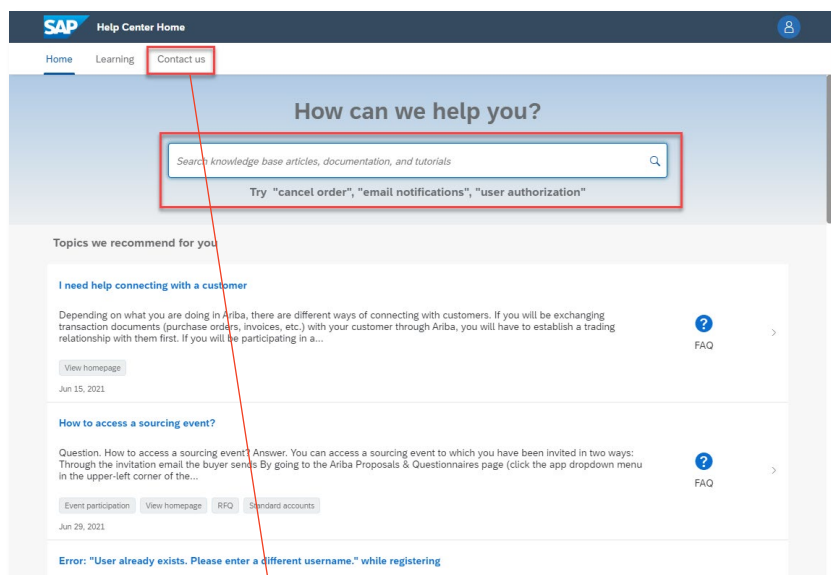 SAP Help Center Home
Home Learning Contact us
How can we help you?
Search knowledge base articles, documentation, and tutorials
Try "cancel order", "email notifications", "user authorization"
Topics we recommend for you
I need help connecting with a customer
Depending on what you are doing in Ariba, there are different ways of connecting with customers. If you will be exchanging
transaction documents (purchase orders, invoices, etc.) with your customer through Ariba, you will have to establish a trading
relationship with them first. If you will be participating in a...
FAQ
View homepage
Jun 15, 2021
How to access a sourcing event?
Question. How to access a sourcing event? Answer. You can access a sourcing event to which you have been invited in two ways:
Through the invitation email the buyer sends By going to the Ariba Proposals & Questionnaires page (click the app dropdown menu
in the upper-left corner of the...
FAQ
Event participation View homepage RFQ Standard accounts
Jun 29, 2021
Error: "User already exists. Please enter a different username." while registering